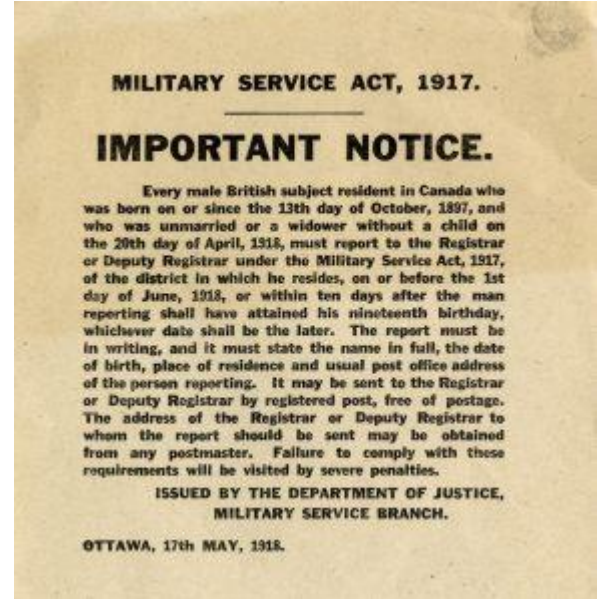 MILITARY SERVICE ACT, 1917.
IMPORTANT NOTICE.
Every male British subject resident in Canada who
was born on or since the 13th day of October, 1897, and
who was unmarried or a widower without a child on
the 20th day of April, 1918, must report to the Registrar
or Deputy Registrar under the Military Service Act, 1917,
of the district in which he resides, on or before the 1st
day of June, 1918, or within ten days after the man
reporting shall have attained his nineteenth birthday,
whichever date shall be the later. The report must be
in writing, and it must state the name in full, the date
of birth, place of residence and usual post office address
of the person reporting. It may be sent to the Registrar
or Deputy Registrar by registered post, free of postage.
The address of the Registrar or Deputy Registrar to
whom the report should be sent may be obtained
from any postmaster. Failure to comply with these
requirements will be visited by severe penalties.
ISSUED BY THE DEPARTMENT OF JUSTICE,
MILITARY SERVICE BRANCH.
OTTAWA, 17th MAY, 1918.